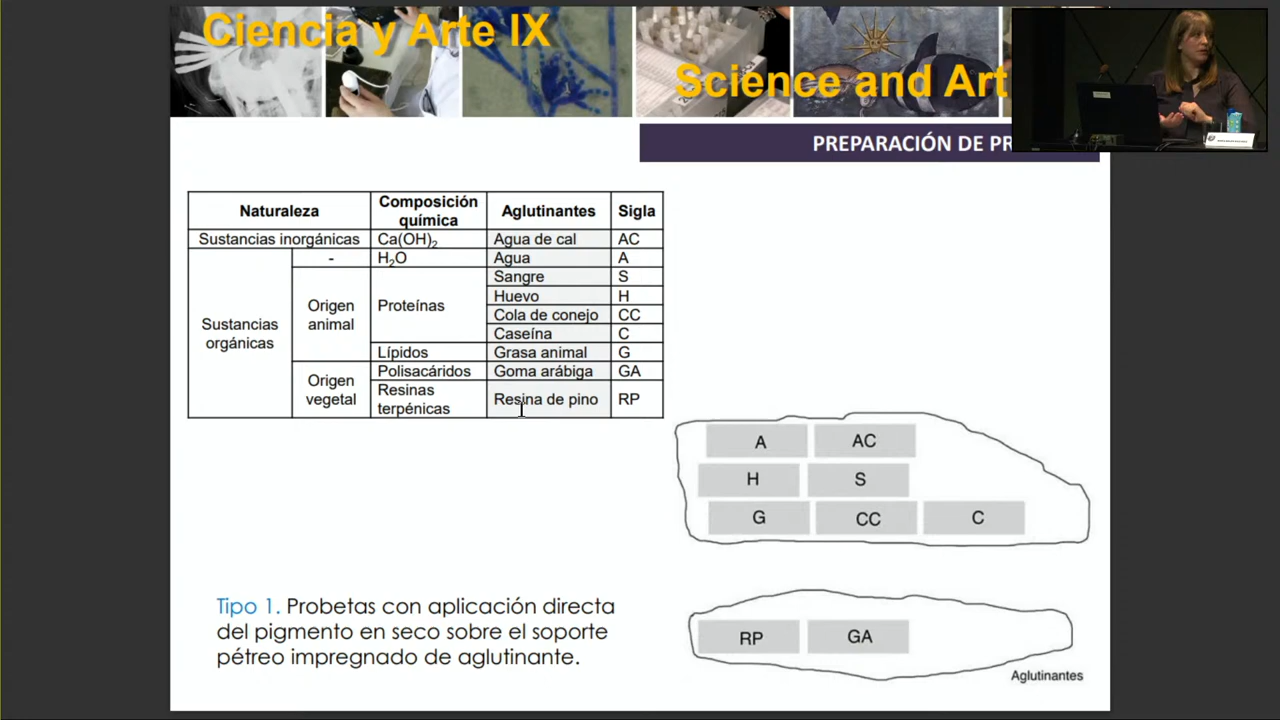 Ciencia y Arte IX
Science and Art
PREPARACIÓN DE PR
Naturaleza Composición química Aglutinantes Sigla
Sustancias inorgánicas Ca(OH)₂ Agua de cal AC
Sustancias orgánicas - H₂O Agua A
Origen animal Proteínas Sangre S
Huevo H
Cola de conejo CC
Caseína C
Lípidos Grasa animal G
Origen vegetal Polisacáridos Goma arábiga GA
Resinas terpénicas Resina de pino RP
A AC
H S
G CC C
Tipo 1. Probetas con aplicación directa
del pigmento en seco sobre el soporte
pétreo impregnado de aglutinante.
RP GA
Aglutinantes